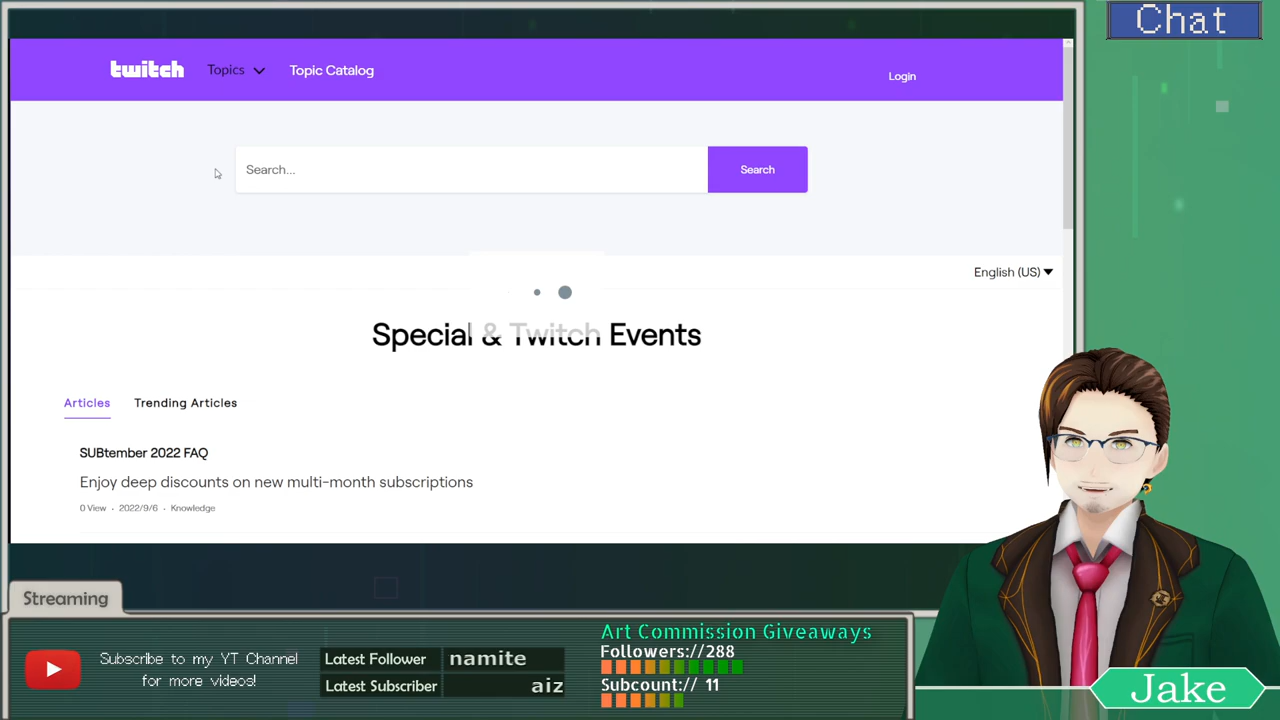 Chat
twitch Topics Topic Catalog Login
Search... Search
English (US)
Special & Twitch Events
Articles Trending Articles
SUBtember 2022 FAQ
Enjoy deep discounts on new multi-month subscriptions
0 View · 2022/9/6 · Knowledge
Streaming
Subscribe to my YT Channel
for more videos!
Latest Follower namite
Latest Subscriber aiz
Art Commission Giveaways
Followers://288
Subcount:// 11
Jake